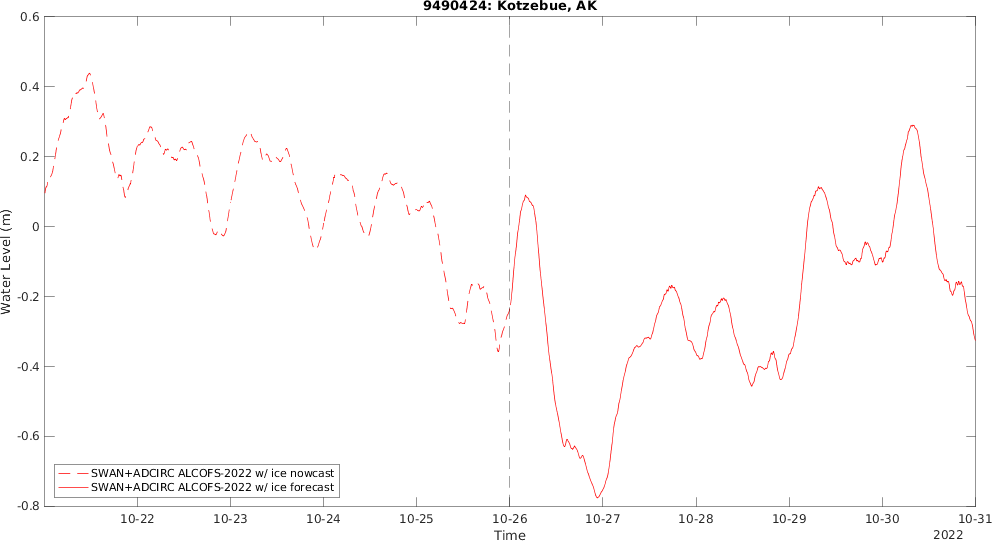 9490424: Kotzebue, AK
0.6
0.4
0.2
0
-0.2
-0.4
-0.6
-0.8
Water Level (m)
SWAN+ADCIRC ALCOFS-2022 w/ ice nowcast
SWAN+ADCIRC ALCOFS-2022 w/ ice forecast
10-22 10-23 10-24 10-25 10-26 10-27 10-28 10-29 10-30 10-31
Time
2022